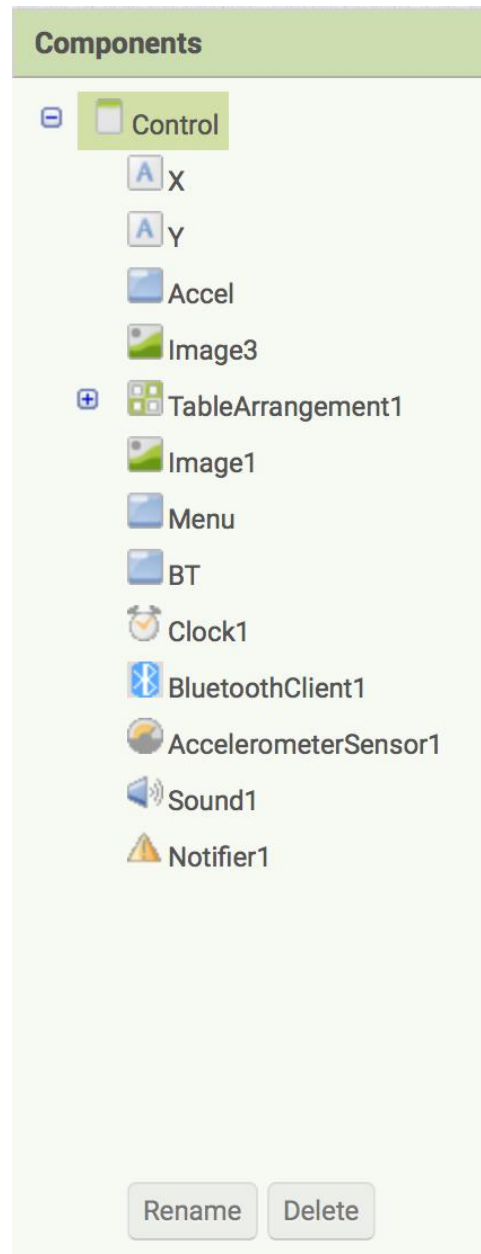 Components
Control
A X
A Y
Accel
Image3
TableArrangement1
Image1
Menu
BT
Clock1
BluetoothClient1
AccelerometerSensor1
Sound1
Notifier1
Rename Delete